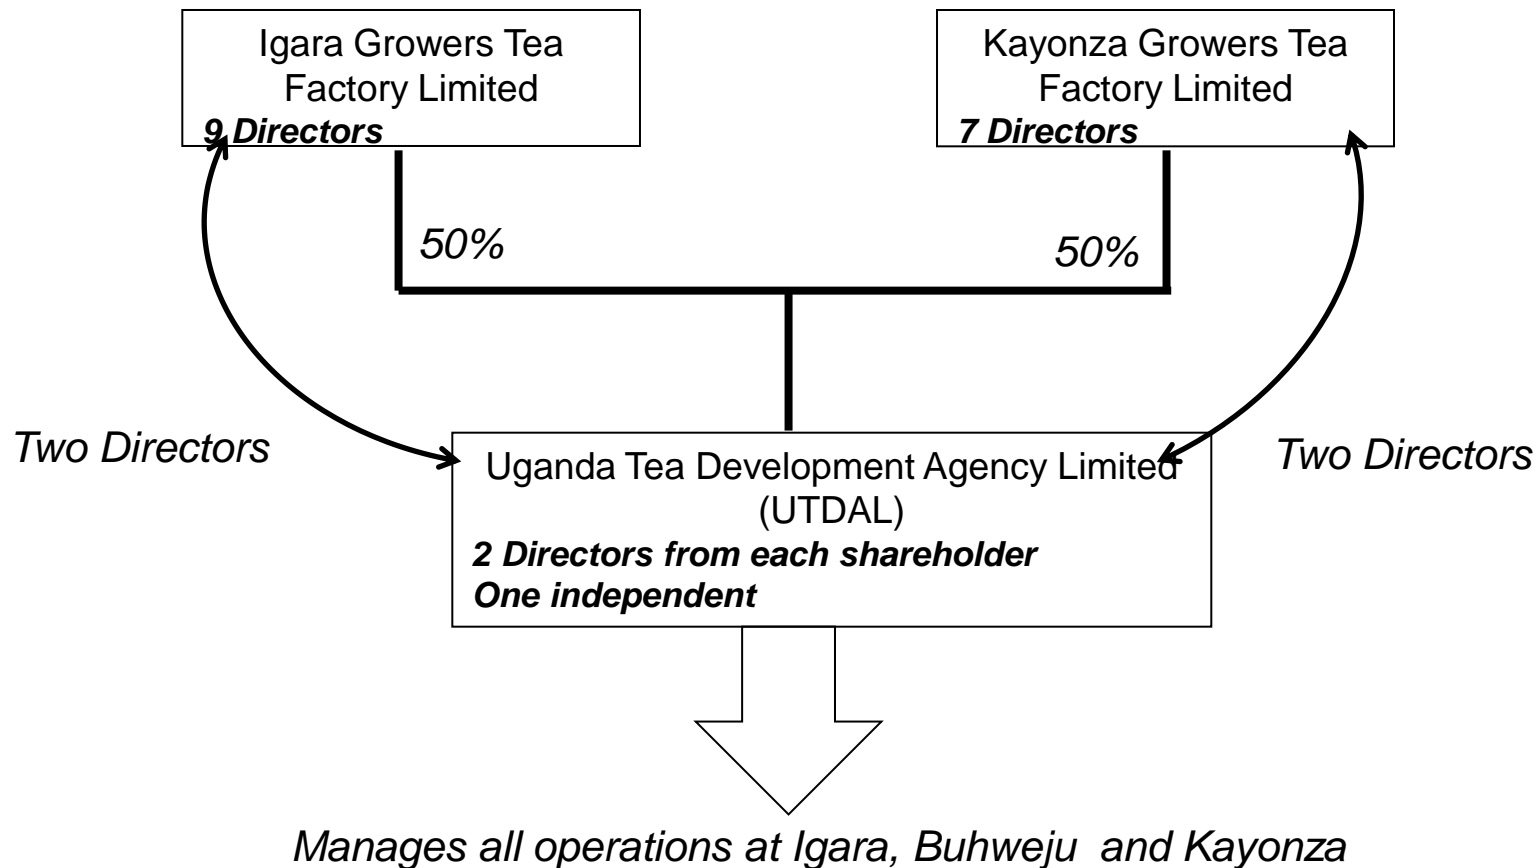 Igara Growers Tea
Factory Limited
9 Directors
Kayonza Growers Tea
Factory Limited
7 Directors
50%
50%
Two Directors
Two Directors
Uganda Tea Development Agency Limited
(UTDAL)
2 Directors from each shareholder
One independent
Manages all operations at Igara, Buhweju  and Kayonza